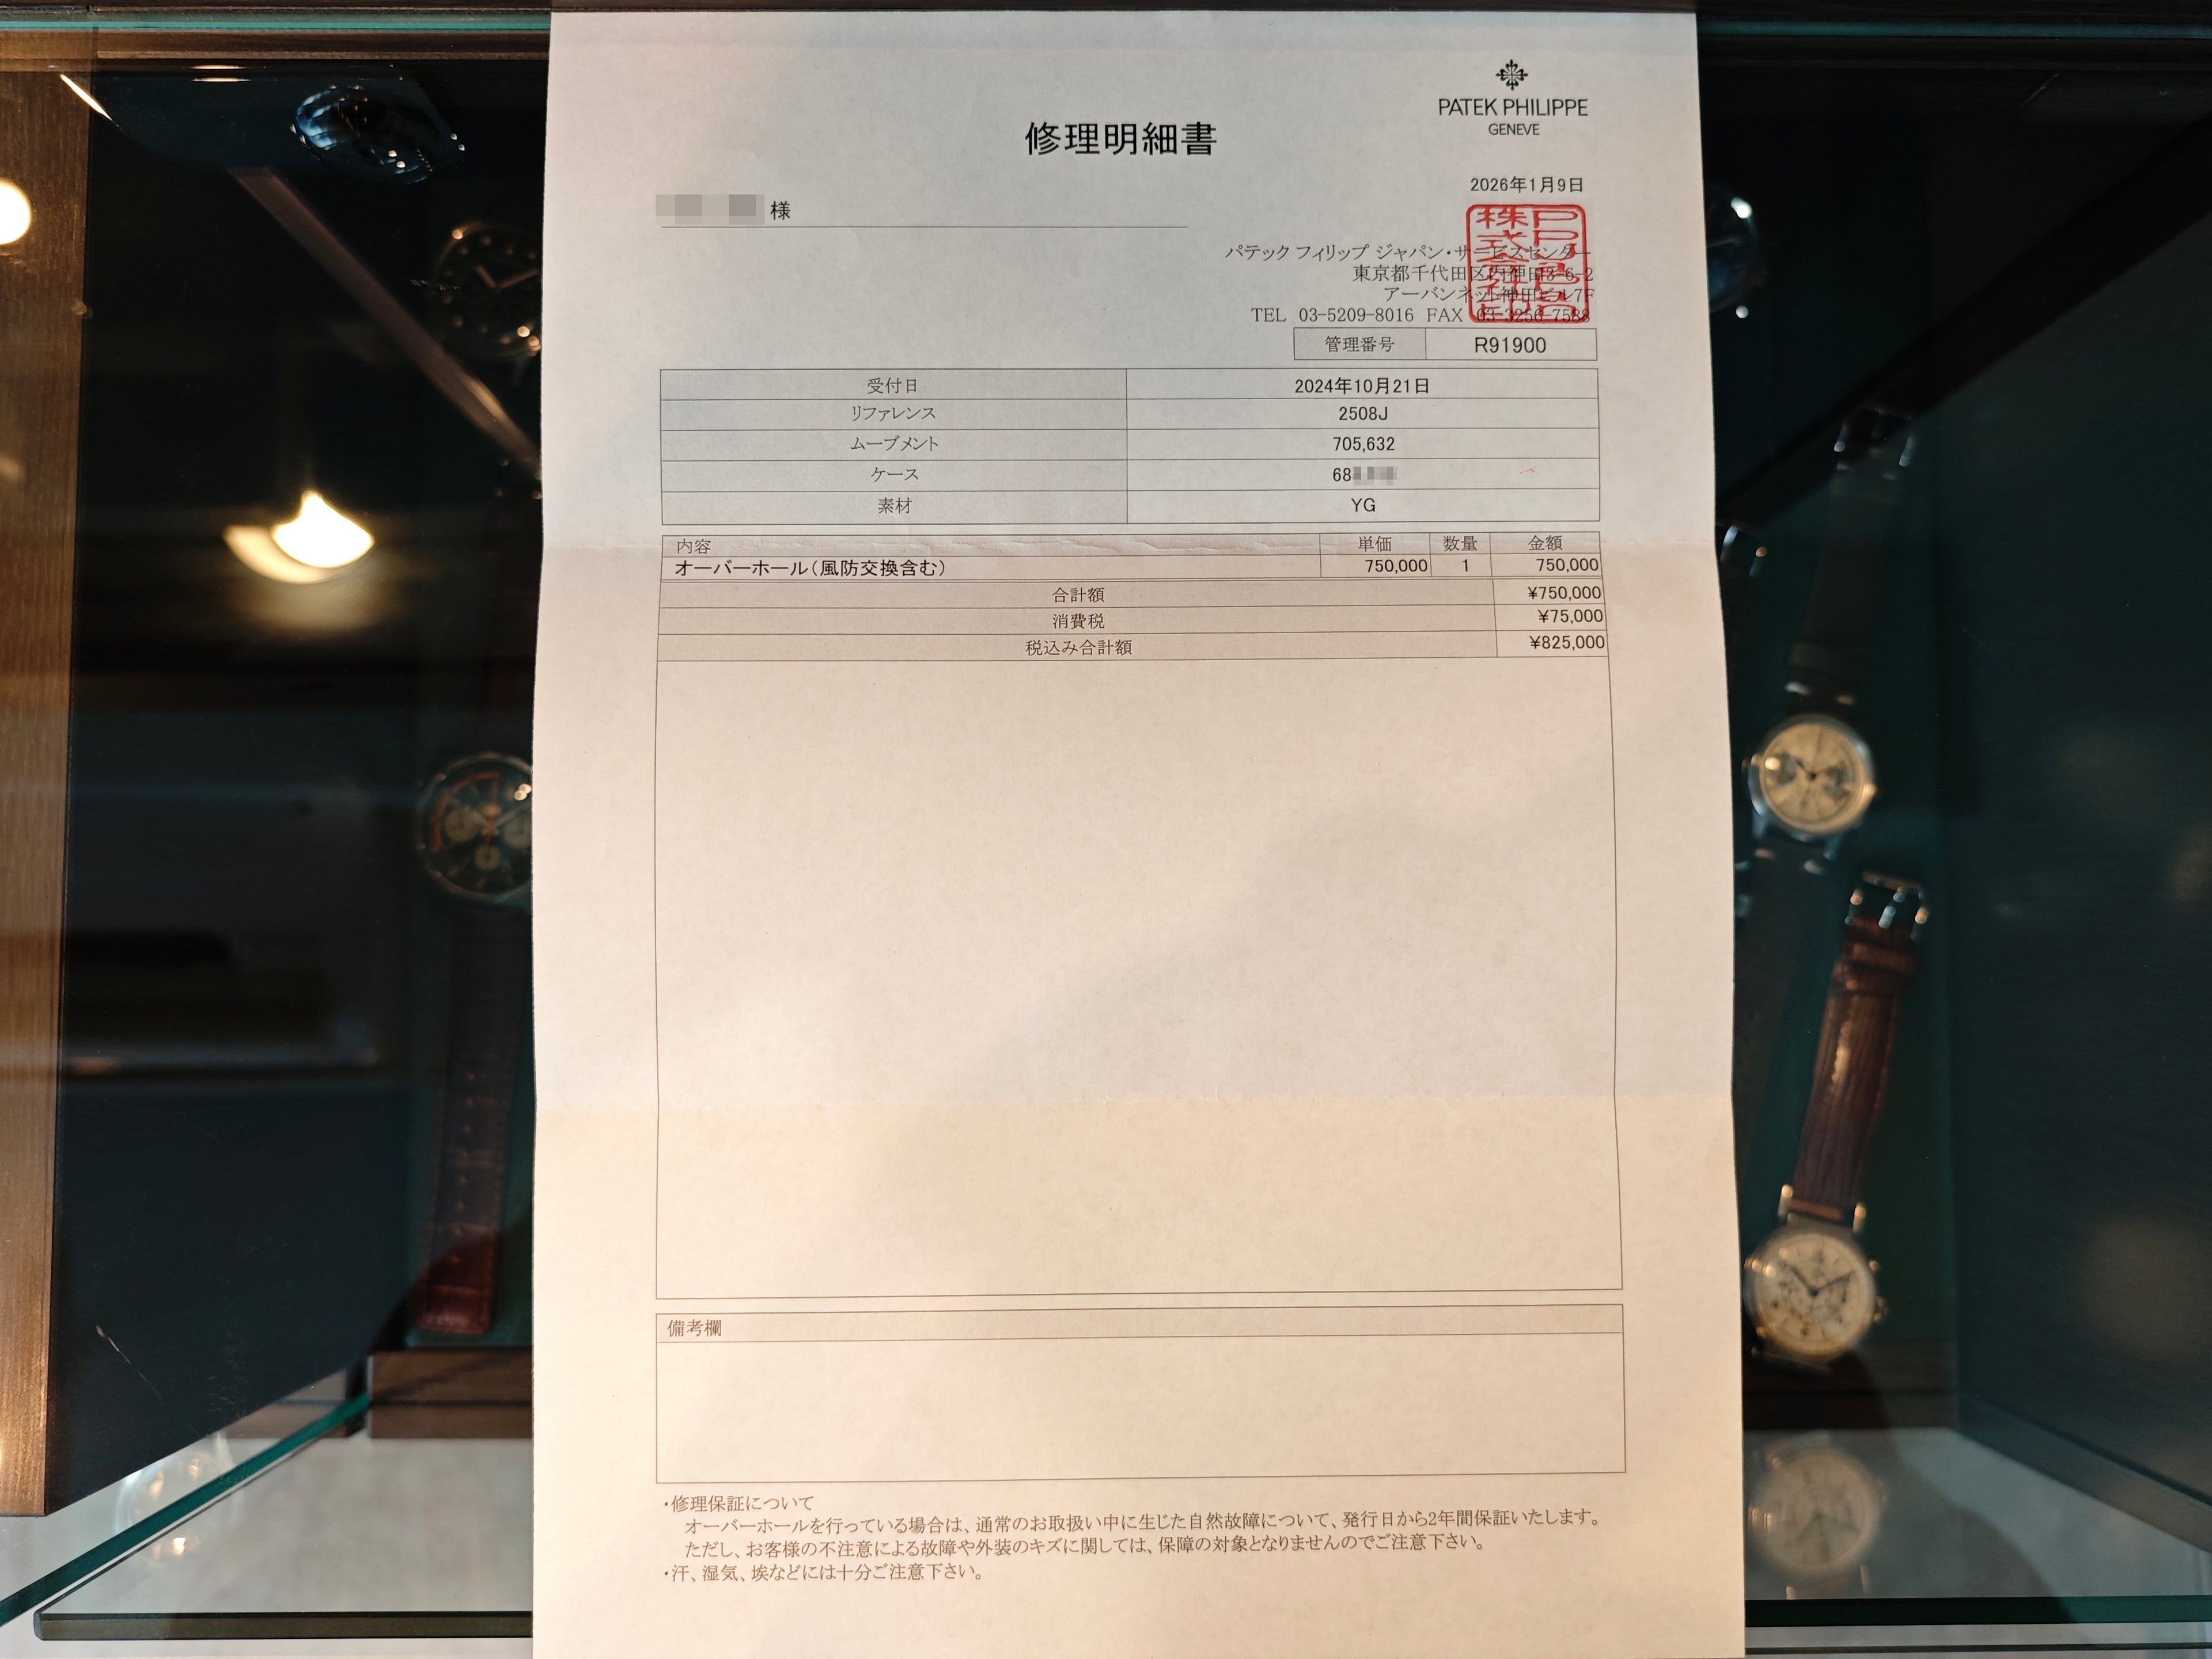 PATEK PHILIPPE
GENEVE
修理明細書
2026年1月9日
様
パテック フィリップ ジャパン・サービスセンター
東京都千代田区内神田3-6-2
アーバンネット神田ビル7F
TEL 03-5209-8016 FAX 03-3256-7588
管理番号 R91900
受付日 2024年10月21日
リファレンス 2508J
ムーブメント 705,632
ケース 68
素材 YG
内容 単価 数量 金額
オーバーホール(風防交換含む) 750,000 1 750,000
合計額 ¥750,000
消費税 ¥75,000
税込み合計額 ¥825,000
備考欄
・修理保証について
オーバーホールを行っている場合は、通常のお取扱い中に生じた自然故障について、発行日から2年間保証いたします。
ただし、お客様の不注意による故障や外装のキズに関しては、保障の対象となりませんのでご注意下さい。
・汗、湿気、埃などには十分ご注意下さい。